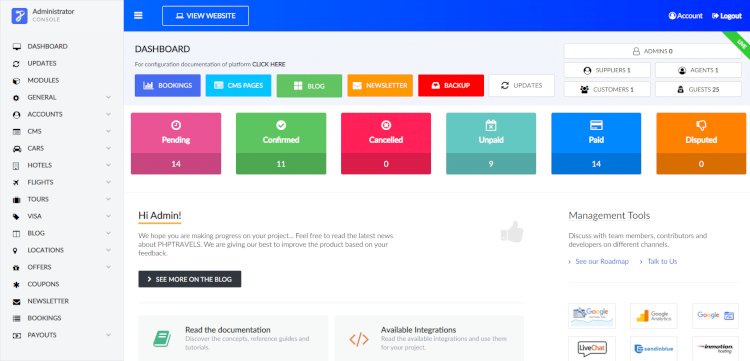 Administrator
CONSOLE
VIEW WEBSITE
Account
Logout
LIVE
DASHBOARD
UPDATES
MODULES
GENERAL
ACCOUNTS
CMS
CARS
HOTELS
FLIGHTS
TOURS
VISA
BLOG
LOCATIONS
OFFERS
COUPONS
NEWSLETTER
BOOKINGS
PAYOUTS
DASHBOARD
For configuration documentation of platform CLICK HERE
BOOKINGS
CMS PAGES
BLOG
NEWSLETTER
BACKUP
UPDATES
ADMINS 0
SUPPLIERS 1
AGENTS 1
CUSTOMERS 1
GUESTS 25
Pending
14
Confirmed
11
Cancelled
0
Unpaid
9
Paid
14
Disputed
0
Hi Admin!
We hope you are making progress on your project... Feel free to read the latest news
about PHPTRAVELS. We are giving our best to improve the product based on your
feedback.
SEE MORE ON THE BLOG
Read the documentation
Discover the concepts, reference guides and
tutorials.
Available Integrations
Read the available integrations and use them
for your project.
Management Tools
Discuss with team members, contributors and
developers on different channels.
See our Roadmap
Talk to Us
Google
Google
Analytics
Google
LiveChat
sendinblue
inmotion
hosting